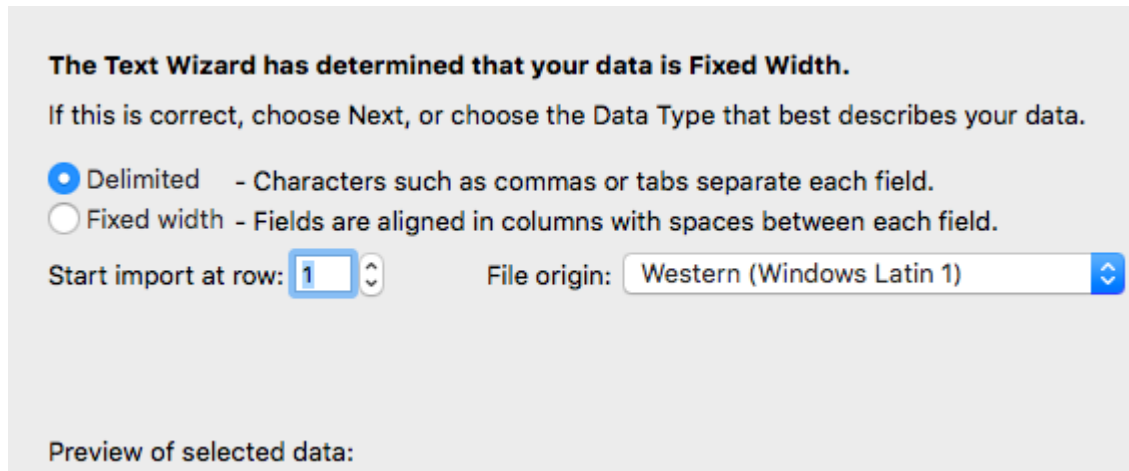 The Text Wizard has determined that your data is Fixed Width.
If this is correct, choose Next, or choose the Data Type that best describes your data.
Delimited - Characters such as commas or tabs separate each field.
Fixed width - Fields are aligned in columns with spaces between each field.
Start import at row: 1 File origin: Western (Windows Latin 1)
Preview of selected data: